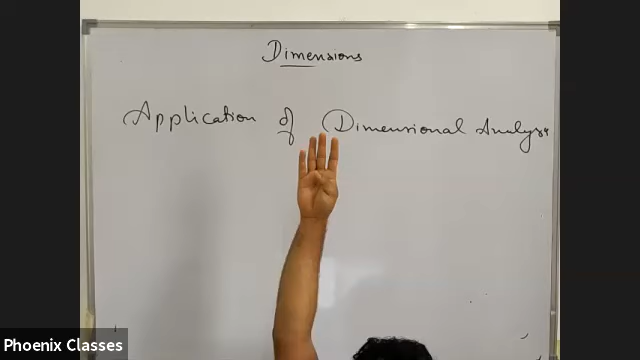 Dimensions
Application of Dimensional Analysis
Phoenix Classes